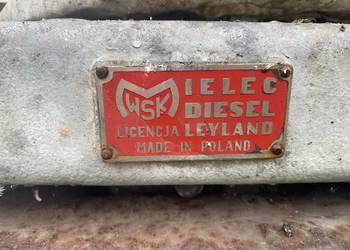 MIELEC
WSK DIESEL
LICENCJA LEYLAND
MADE IN POLAND